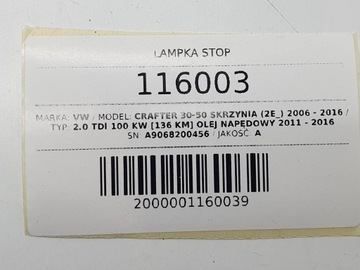 LAMPKA STOP
116003
MARKA: VW / MODEL: CRAFTER 30-50 SKRZYNIA (2E_) 2006 - 2016 /
TYP: 2.0 TDI 100 KW [136 KM] OLEJ NAPĘDOWY 2011 - 2016
SN: A9068200456 / JAKOŚĆ: A
2000001160039